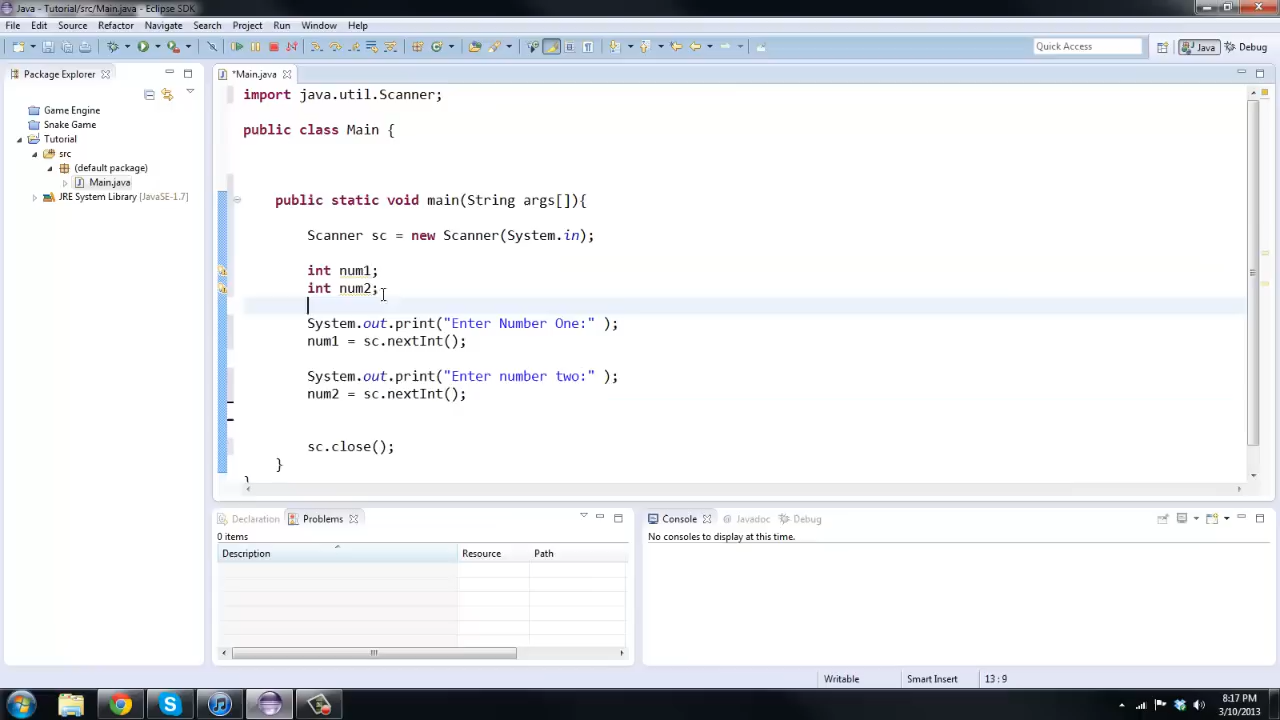 Java - Tutorial/src/Main.java - Eclipse SDK
File Edit Source Refactor Navigate Search Project Run Window Help
Quick Access Java Debug
Package Explorer
Game Engine
Snake Game
Tutorial
src
(default package)
Main.java
JRE System Library [JavaSE-1.7]
*Main.java
import java.util.Scanner;
public class Main {
public static void main(String args[]){
Scanner sc = new Scanner(System.in);
int num1;
int num2;
System.out.print("Enter Number One:" );
num1 = sc.nextInt();
System.out.print("Enter number two:" );
num2 = sc.nextInt();
sc.close();
}
}
Declaration Problems
0 items
Description Resource Path
Console Javadoc Debug
No consoles to display at this time.
Writable Smart Insert 13 : 9
8:17 PM
3/10/2013